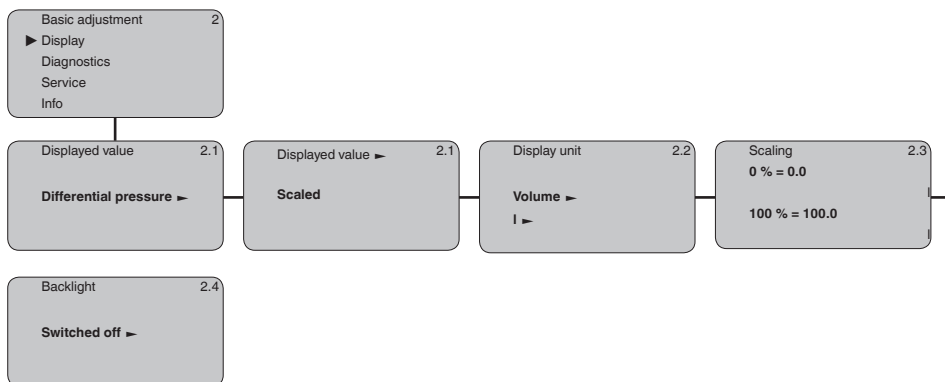 Basic adjustment 2
► Display
Diagnostics
Service
Info
Displayed value 2.1
Differential pressure ►
Displayed value ► 2.1
Scaled
Display unit 2.2
Volume ►
l ►
Scaling 2.3
0 % = 0.0
l
100 % = 100.0
l
Backlight 2.4
Switched off ►